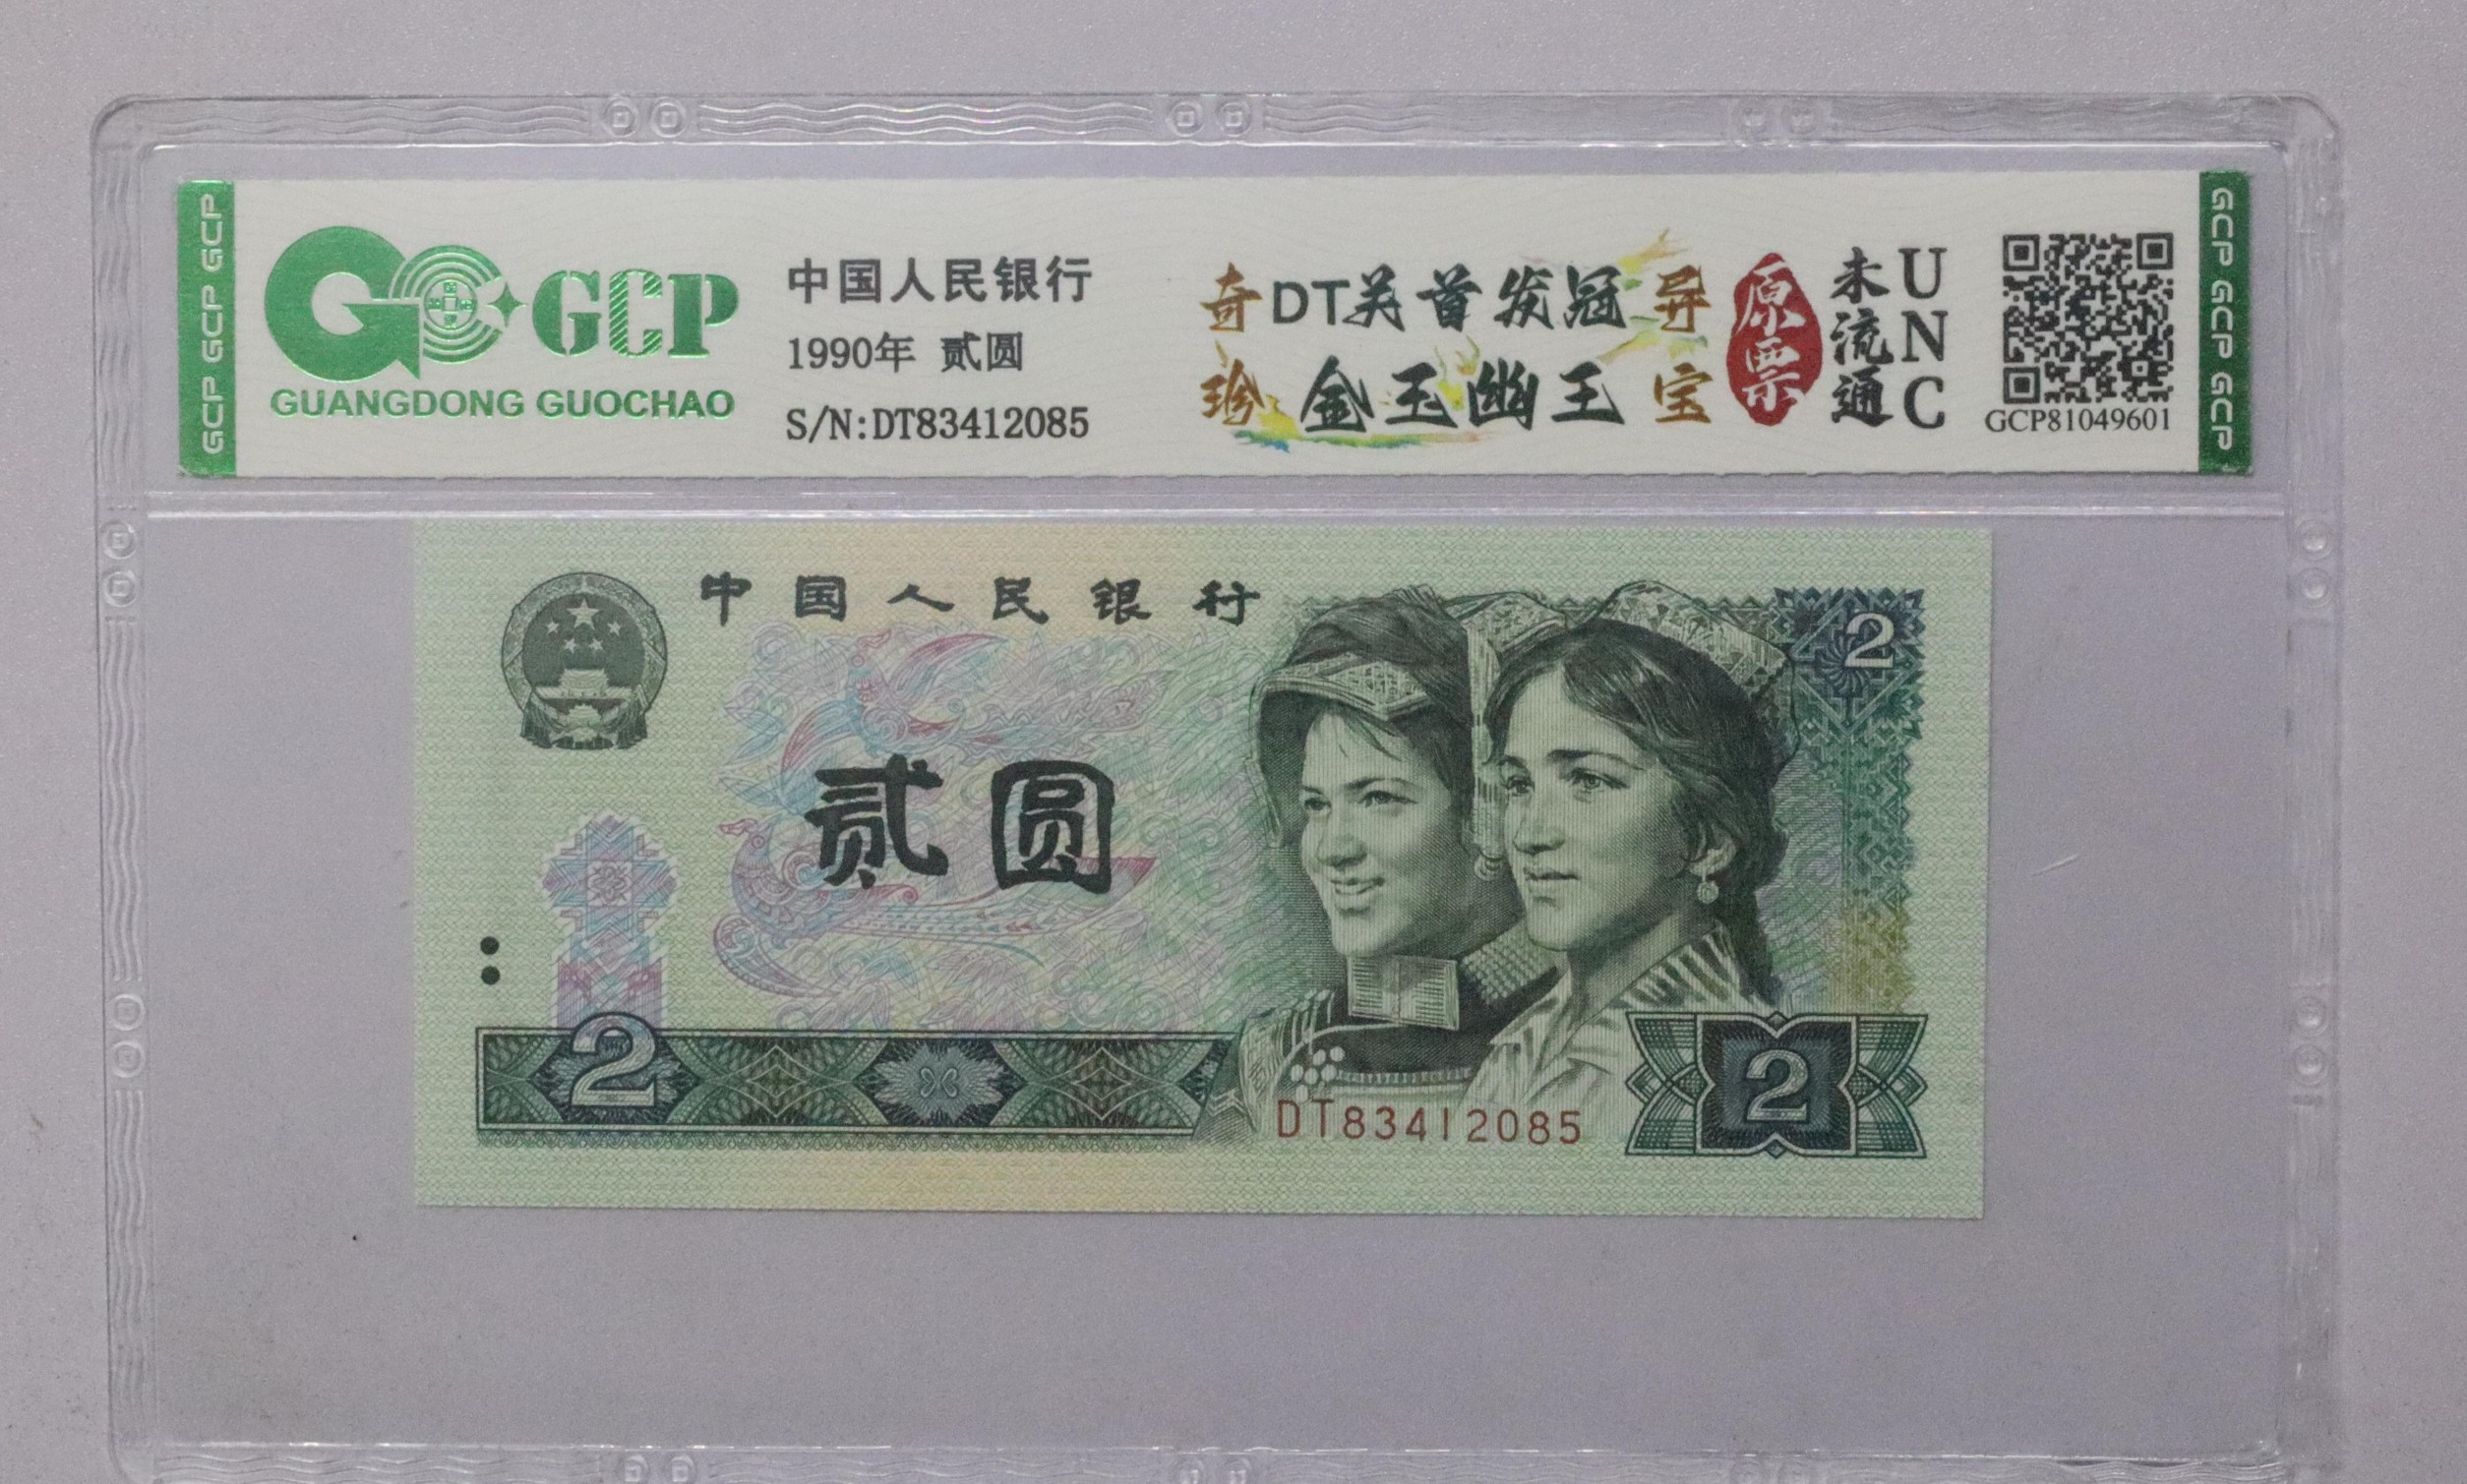 GCP GCP GCP
GCP
GUANGDONG GUOCHAO
中国人民银行
1990年 贰圆
S/N:DT83412085
奇珍异宝
DT关首发冠
金玉幽王
原票
未流通
UNC
GCP81049601
GCP GCP GCP
中国人民银行
贰圆
2
2
2
DT83412085